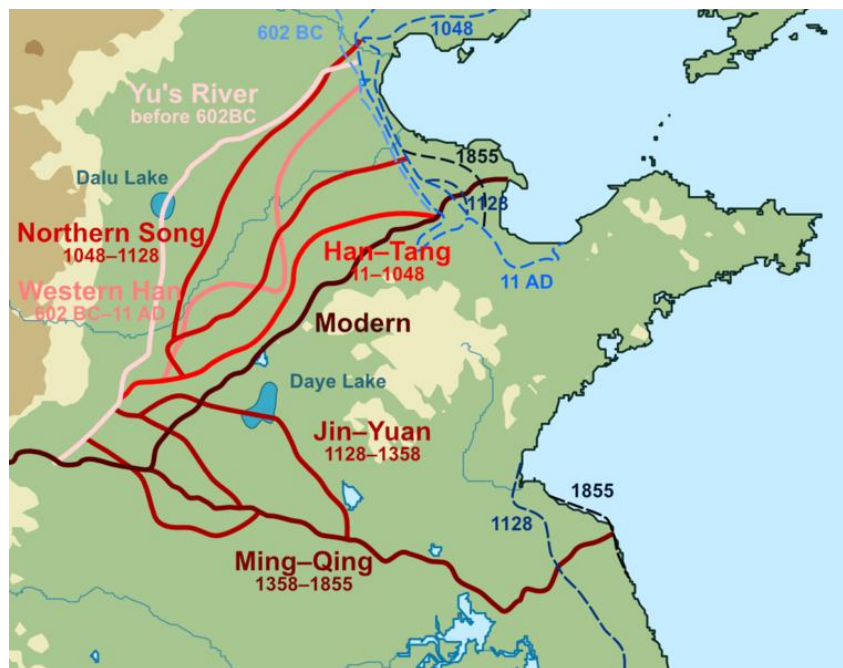 602 BC
1048
Yu's River
before 602BC
Dalu Lake
1855
1128
Northern Song
1048–1128
Han–Tang
11–1048
11 AD
Western Han
602 BC–11 AD
Modern
Daye Lake
Jin–Yuan
1128–1358
1855
1128
Ming–Qing
1358–1855